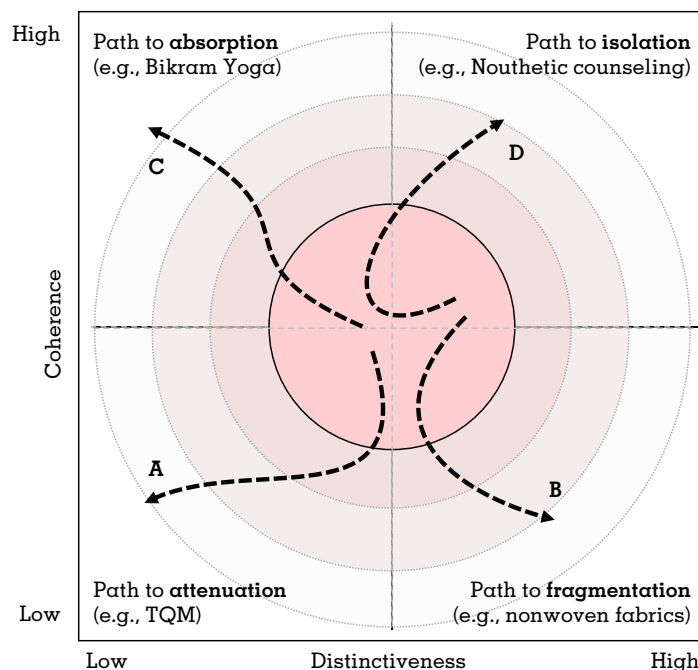 High
Path to absorption
(e.g., Bikram Yoga)
Path to isolation
(e.g., Nouthetic counseling)
C
D
Coherence
A
B
Path to attenuation
(e.g., TQM)
Path to fragmentation
(e.g., nonwoven fabrics)
Low
Low
Distinctiveness
High